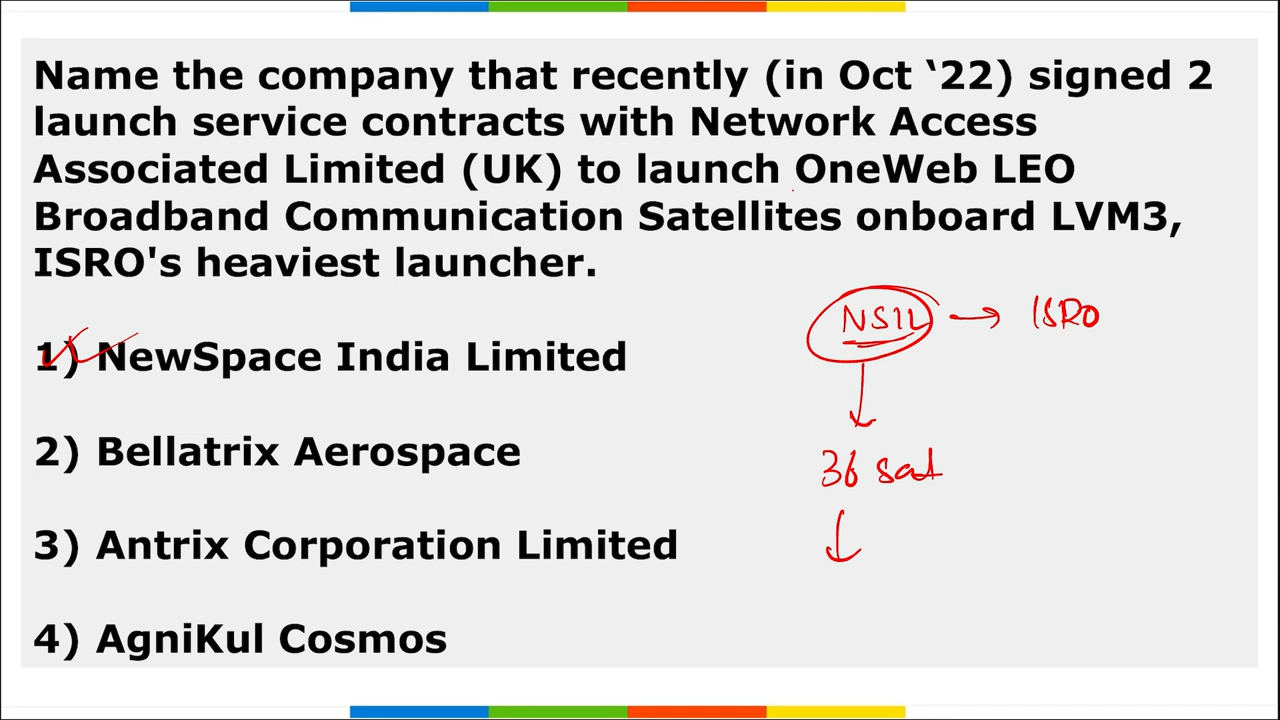 Name the company that recently (in Oct ‘22) signed 2
launch service contracts with Network Access
Associated Limited (UK) to launch OneWeb LEO
Broadband Communication Satellites onboard LVM3,
ISRO's heaviest launcher.
NSIL → ISRO
1) NewSpace India Limited
2) Bellatrix Aerospace
36 sat
3) Antrix Corporation Limited
4) AgniKul Cosmos